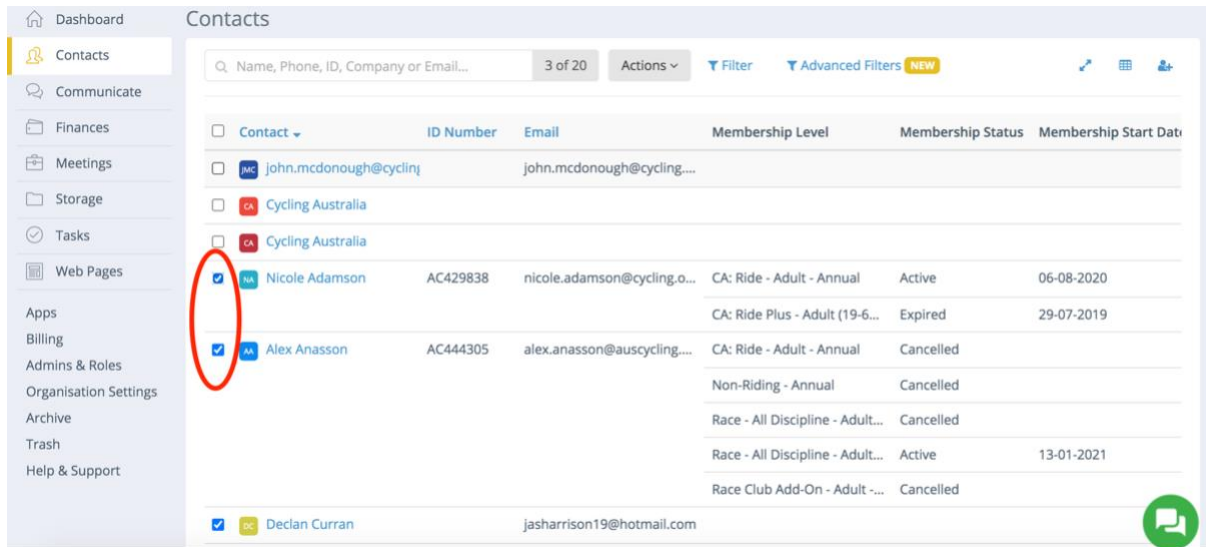 Dashboard
Contacts
Contacts
Name, Phone, ID, Company or Email... 3 of 20 Actions Filter Advanced Filters NEW
Communicate
Finances
Meetings
Storage
Tasks
Web Pages
Apps
Billing
Admins & Roles
Organisation Settings
Archive
Trash
Help & Support
Contact ID Number Email Membership Level Membership Status Membership Start Date
JMC john.mcdonough@cycling john.mcdonough@cycling....
CA Cycling Australia
CA Cycling Australia
NA Nicole Adamson AC429838 nicole.adamson@cycling.o... CA: Ride - Adult - Annual Active 06-08-2020
CA: Ride Plus - Adult (19-6... Expired 29-07-2019
AA Alex Anasson AC444305 alex.anasson@auscycling.... CA: Ride - Adult - Annual Cancelled
Non-Riding - Annual Cancelled
Race - All Discipline - Adult... Cancelled
Race - All Discipline - Adult... Active 13-01-2021
Race Club Add-On - Adult -... Cancelled
DC Declan Curran jasharrison19@hotmail.com